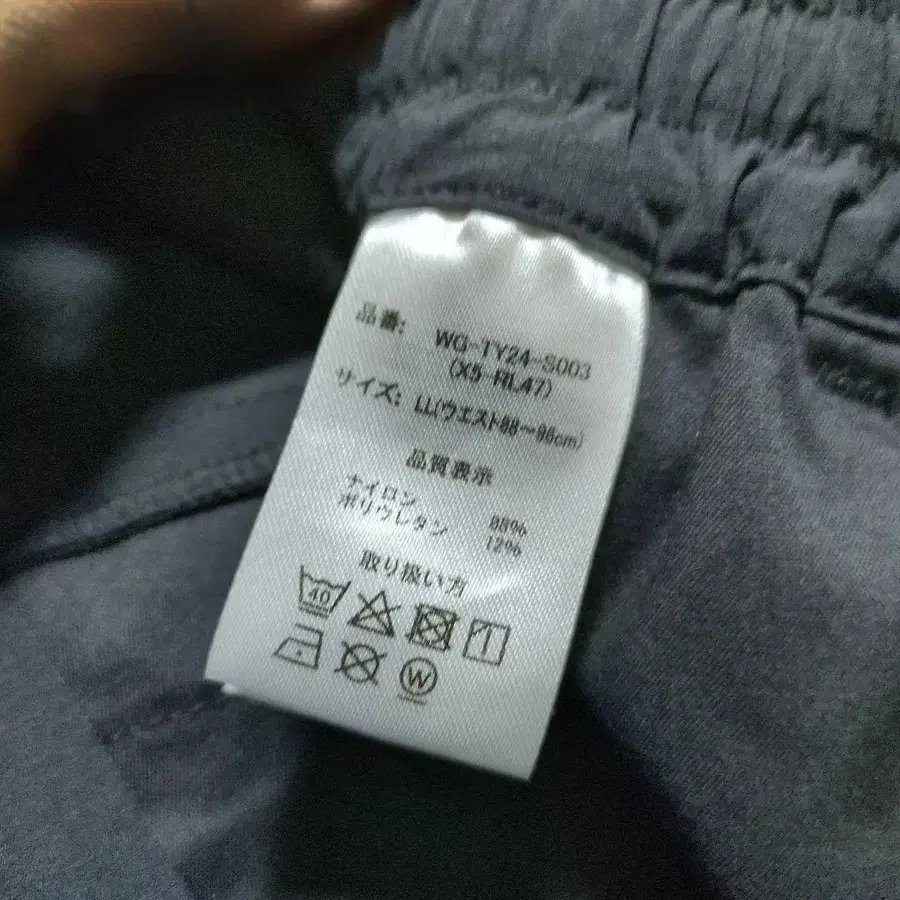 品番: WG-TY24-S003
(X5-RL47)
サイズ: LL(ウエスト88～96cm)
品質表示
ナイロン 88%
ポリウレタン 12%
取り扱い方
40
W